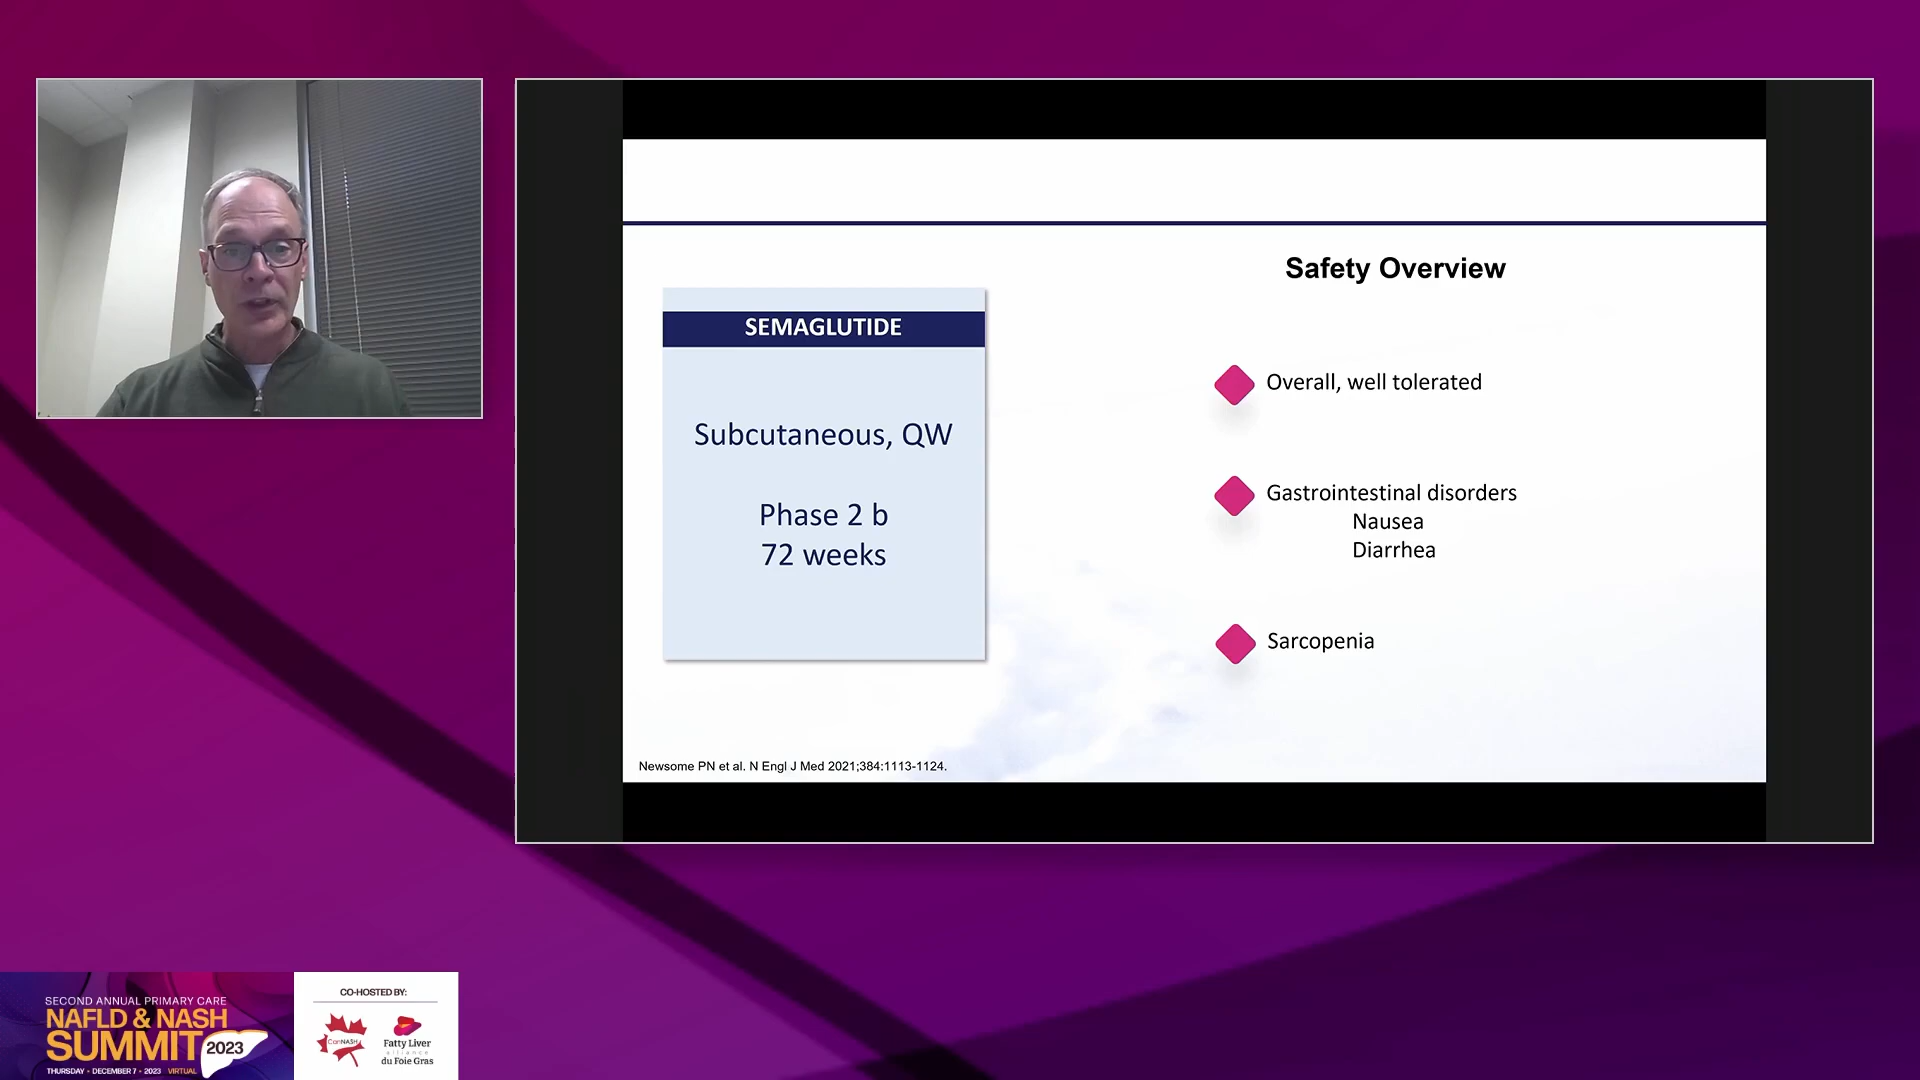 Safety Overview
SEMAGLUTIDE
Subcutaneous, QW
Phase 2 b
72 weeks
Overall, well tolerated
Gastrointestinal disorders
Nausea
Diarrhea
Sarcopenia
Newsome PN et al. N Engl J Med 2021;384:1113-1124.
SECOND ANNUAL PRIMARY CARE
NAFLD & NASH
SUMMIT 2023
THURSDAY • DECEMBER 7 • 2023 VIRTUAL
CO-HOSTED BY:
CanNASH
Fatty Liver
alliance
du Foie Gras